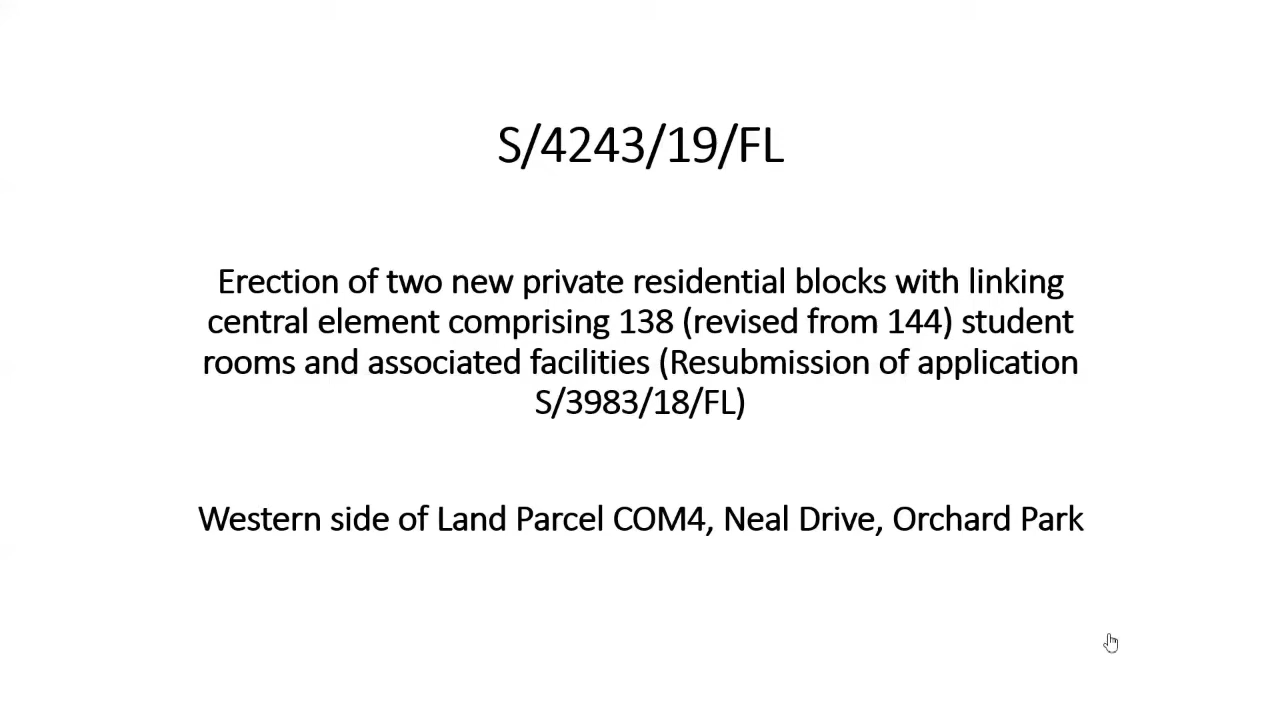 S/4243/19/FL
Erection of two new private residential blocks with linking
central element comprising 138 (revised from 144) student
rooms and associated facilities (Resubmission of application
S/3983/18/FL)
Western side of Land Parcel COM4, Neal Drive, Orchard Park